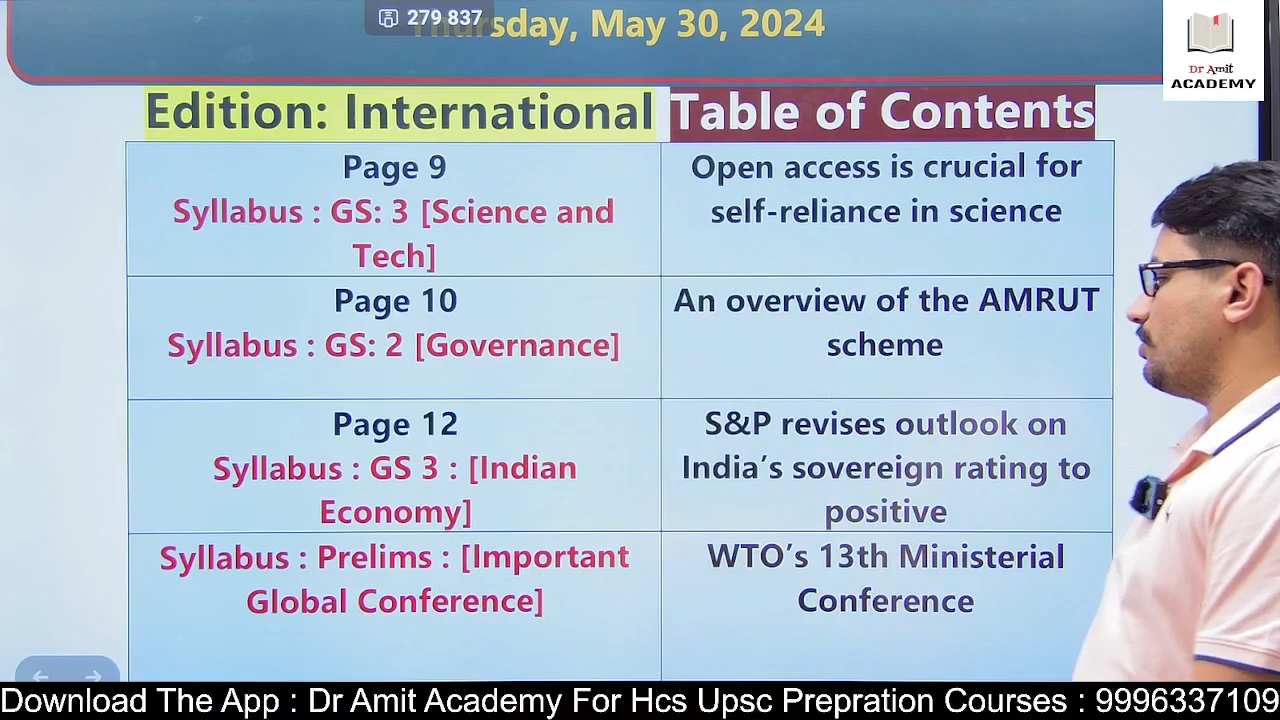 279 837
Thursday, May 30, 2024
Dr Amit
ACADEMY
Edition: International Table of Contents
Page 9
Syllabus : GS: 3 [Science and
Tech]
Open access is crucial for
self-reliance in science
Page 10
Syllabus : GS: 2 [Governance]
An overview of the AMRUT
scheme
Page 12
Syllabus : GS 3 : [Indian
Economy]
S&P revises outlook on
India’s sovereign rating to
positive
Syllabus : Prelims : [Important
Global Conference]
WTO’s 13th Ministerial
Conference
Download The App : Dr Amit Academy For Hcs Upsc Prepration Courses : 9996337109